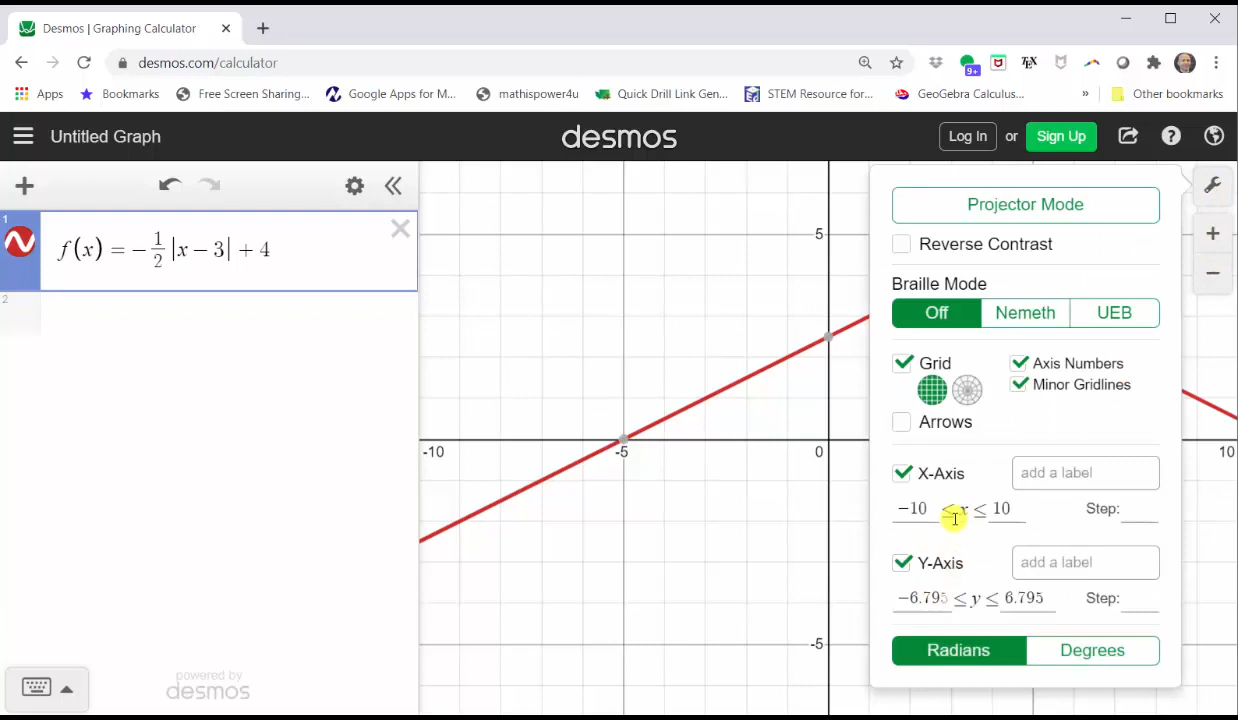 Desmos | Graphing Calculator
desmos.com/calculator
9+
TEX
Apps Bookmarks Free Screen Sharing... Google Apps for M... mathispower4u Quick Drill Link Gen... STEM Resource for... GeoGebra Calculus... » Other bookmarks
Untitled Graph desmos Log In or Sign Up
1
f(x) = −1/2|x − 3| + 4
2
powered by
desmos
5
-10 -5 0 10
-5
Projector Mode
Reverse Contrast
Braille Mode
Off Nemeth UEB
Grid Axis Numbers
Minor Gridlines
Arrows
X-Axis add a label
−10 ≤ x ≤ 10 Step:
Y-Axis add a label
−6.795 ≤ y ≤ 6.795 Step:
Radians Degrees